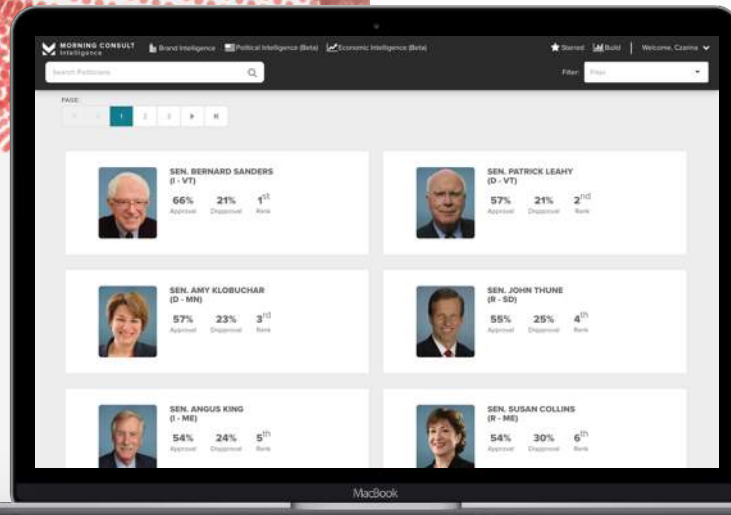 MORNING CONSULT
Intelligence
Brand Intelligence
Political Intelligence (Beta)
Economic Intelligence (Beta)
Starred
Build
Welcome, Czarina
Search Politicians
Filter:
PAGE:
1 2 3
SEN. BERNARD SANDERS
(I - VT)
66% 21% 1st
Approval Disapproval Rank
SEN. PATRICK LEAHY
(D - VT)
57% 21% 2nd
Approval Disapproval Rank
SEN. AMY KLOBUCHAR
(D - MN)
57% 23% 3rd
Approval Disapproval Rank
SEN. JOHN THUNE
(R - SD)
55% 25% 4th
Approval Disapproval Rank
SEN. ANGUS KING
(I - ME)
54% 24% 5th
Approval Disapproval Rank
SEN. SUSAN COLLINS
(R - ME)
54% 30% 6th
Approval Disapproval Rank
MacBook